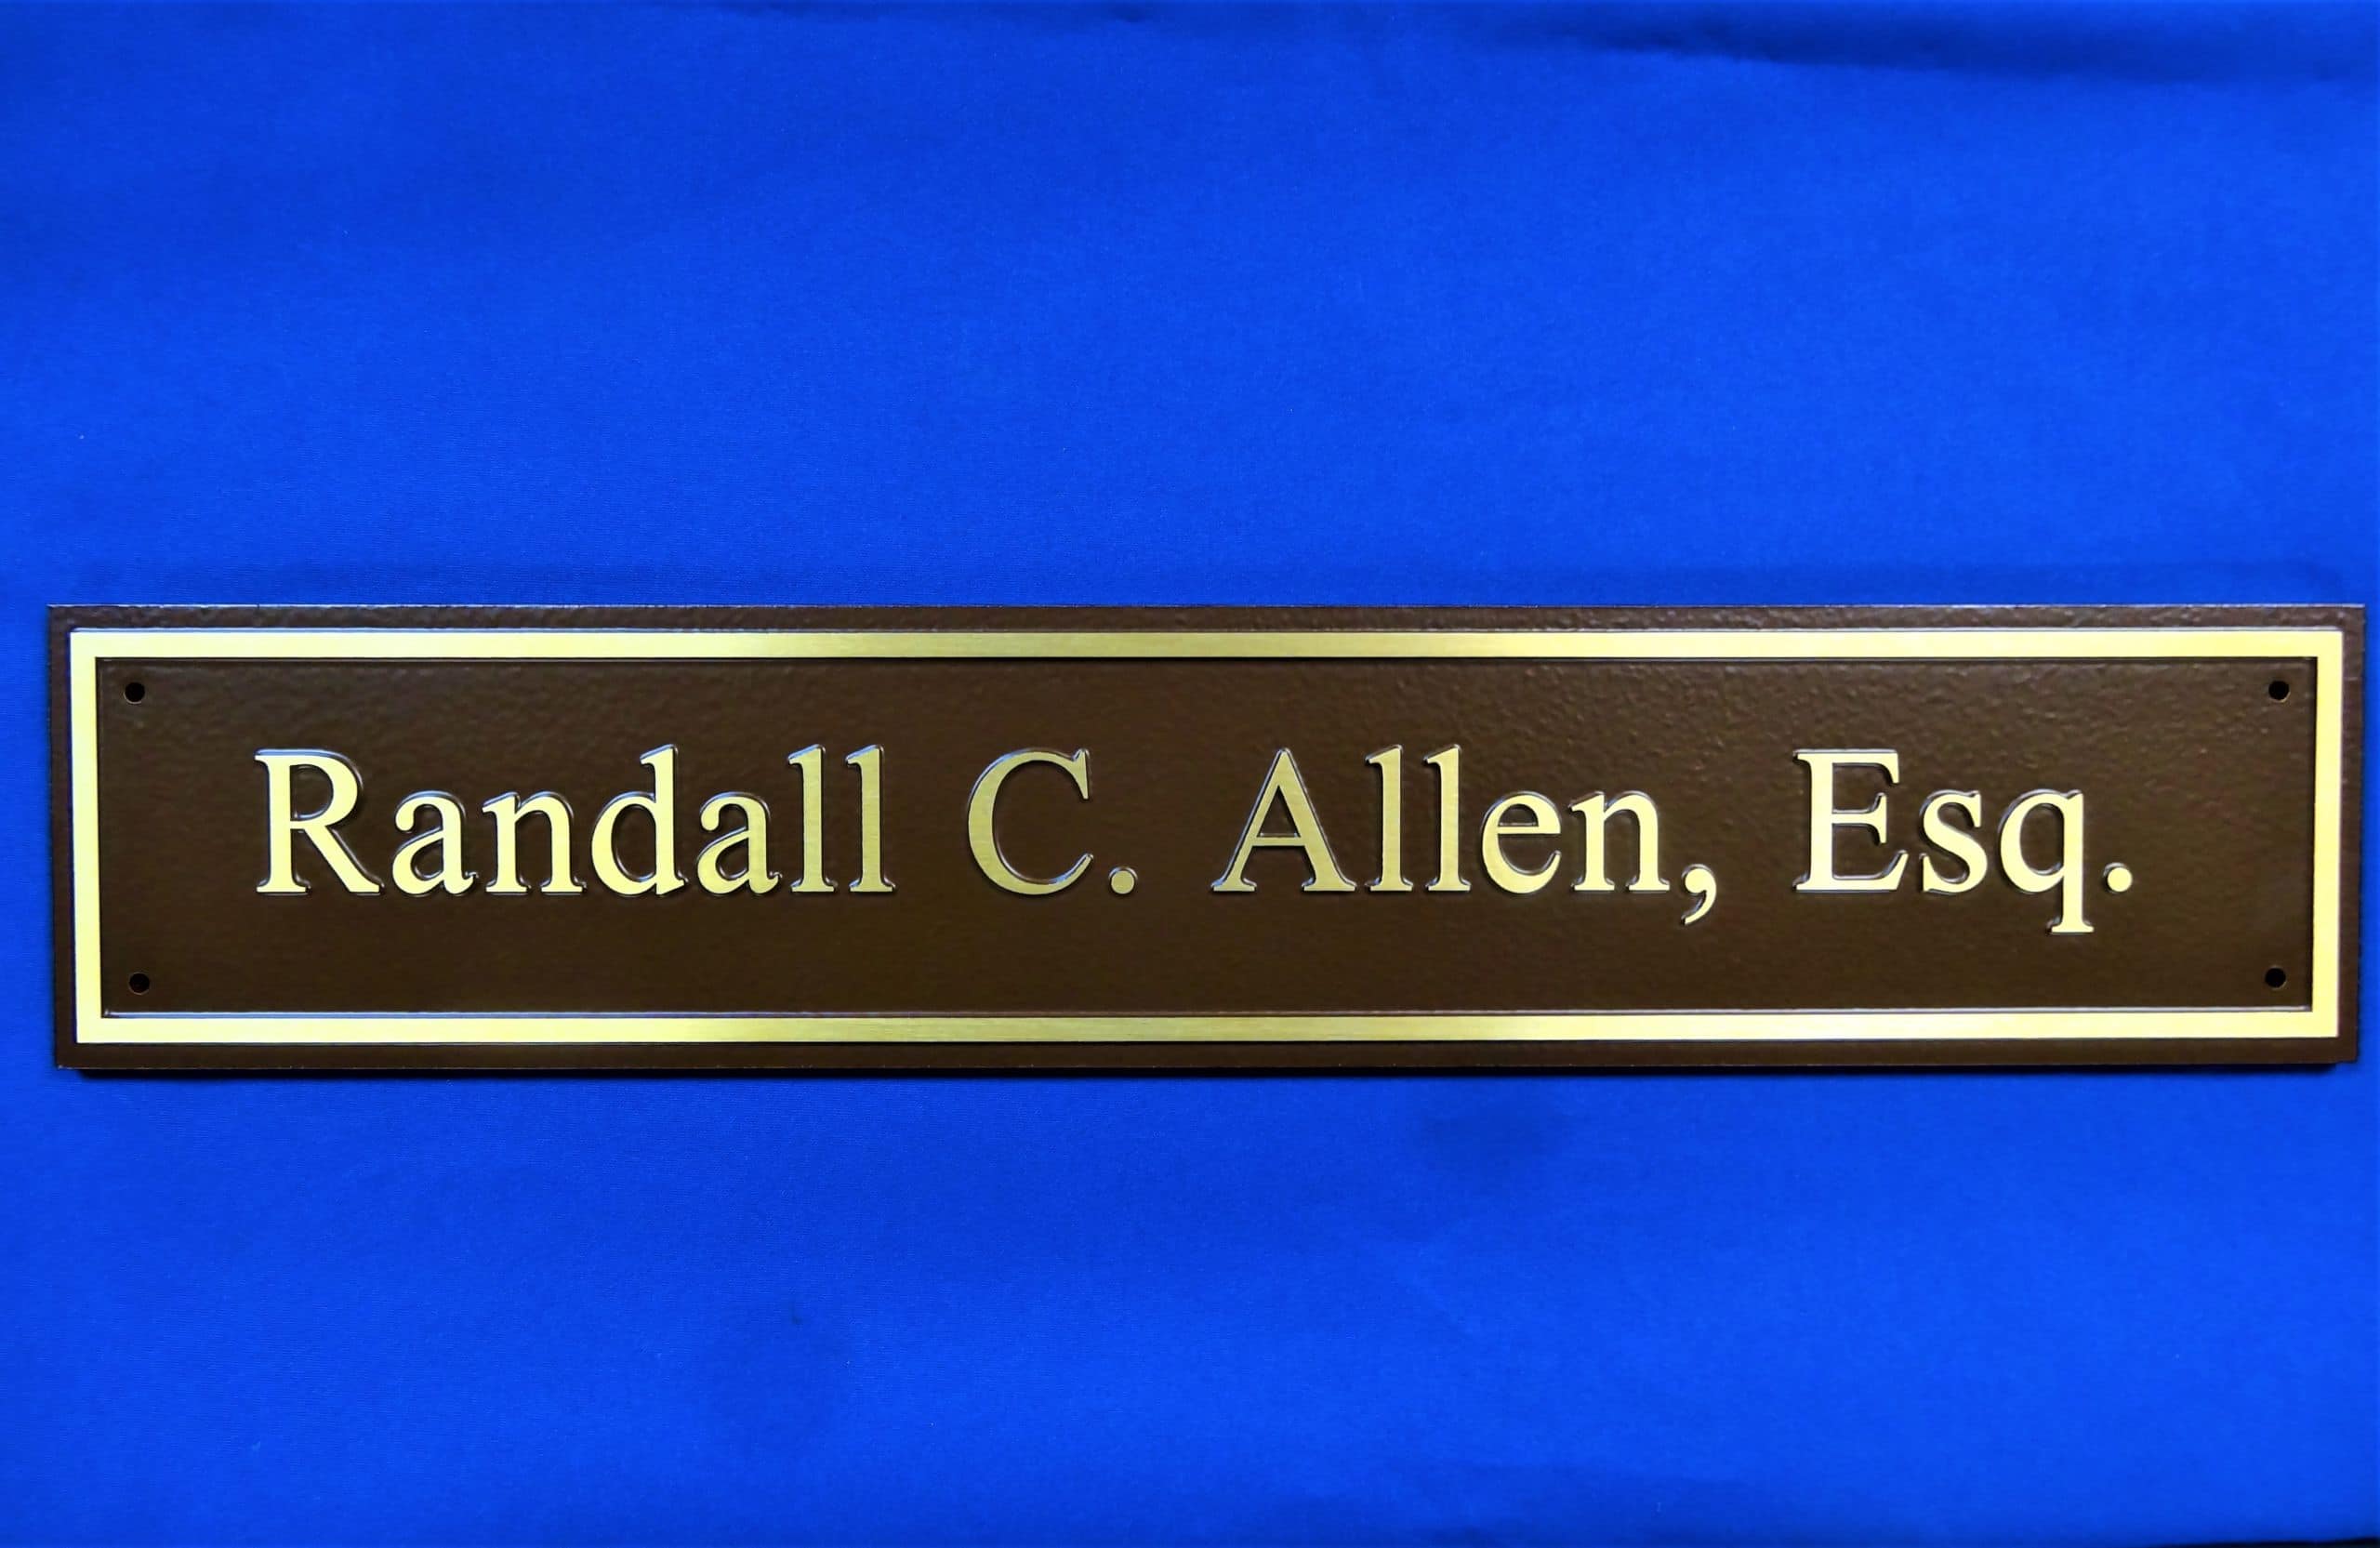 Randall C. Allen, Esq.